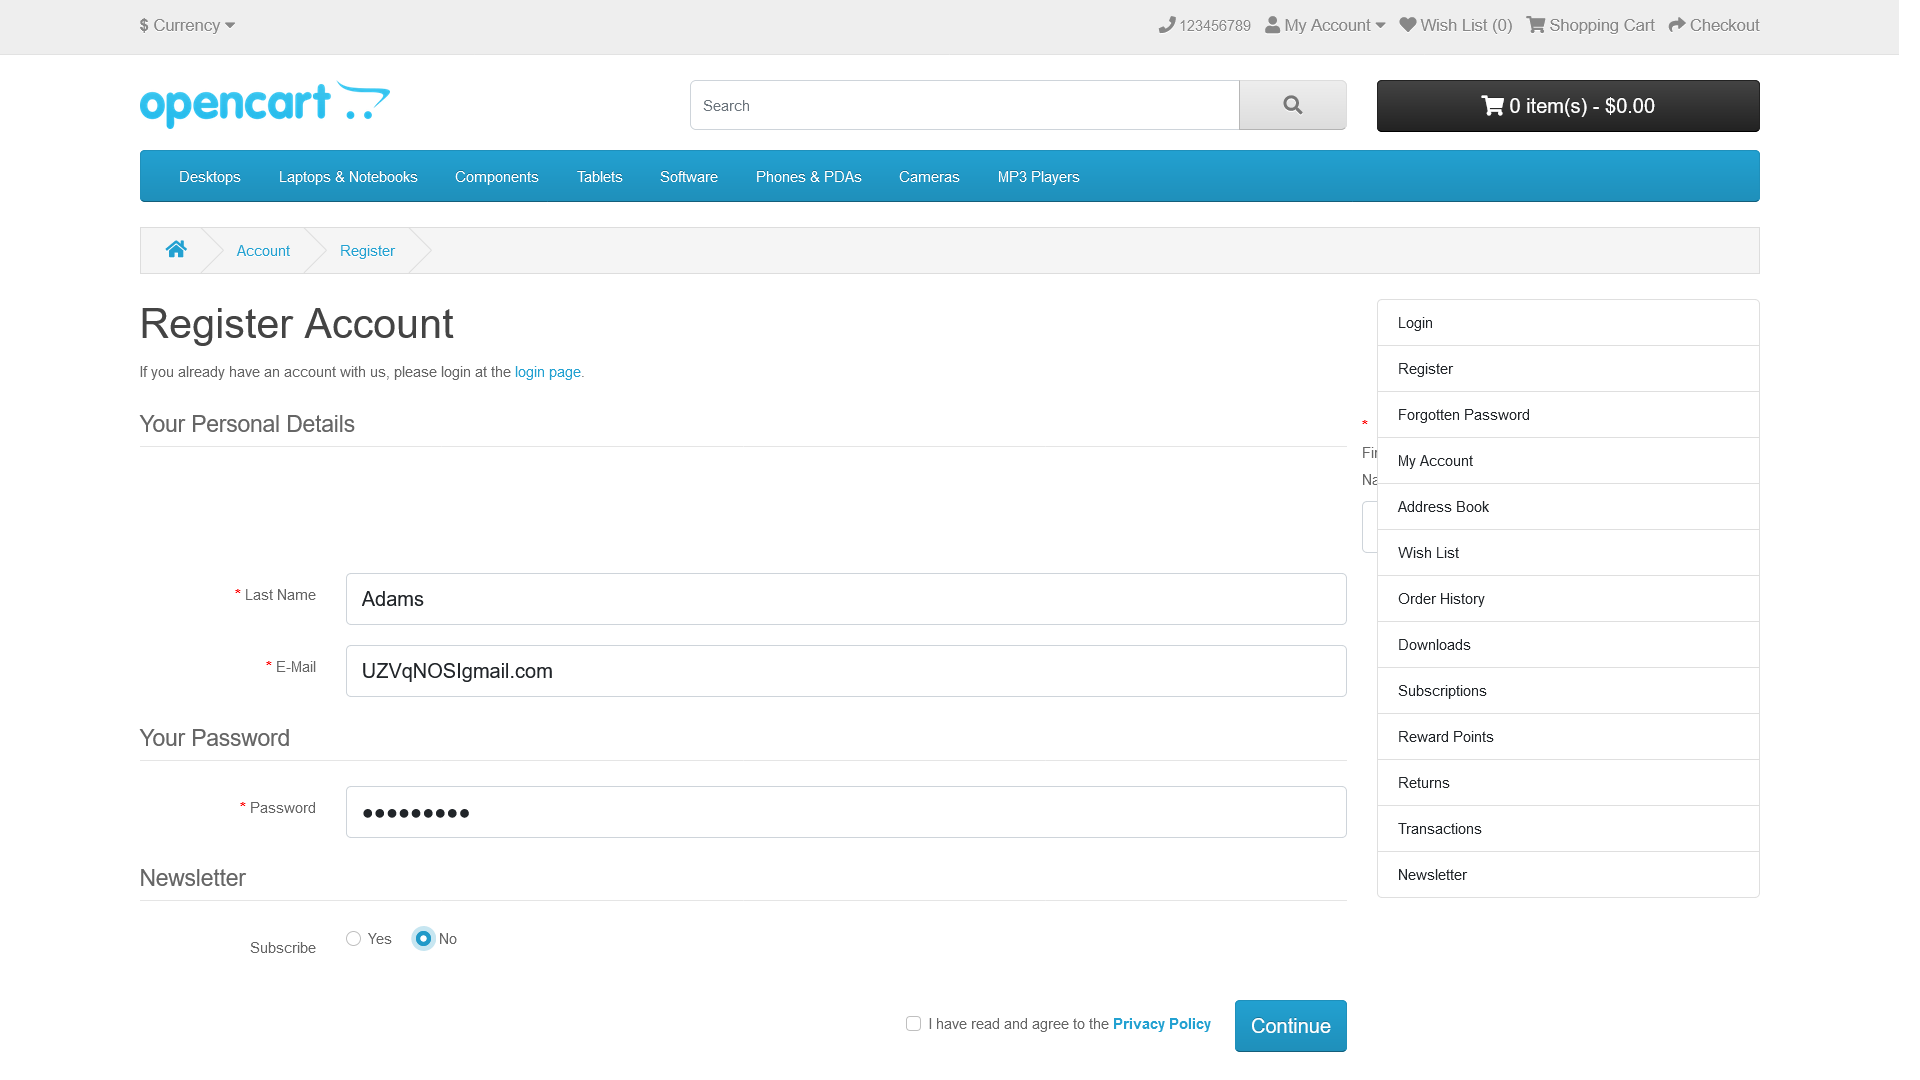 $ Currency
123456789
My Account
Wish List (0)
Shopping Cart
Checkout
opencart
Search
0 item(s) - $0.00
Desktops
Laptops & Notebooks
Components
Tablets
Software
Phones & PDAs
Cameras
MP3 Players
Account
Register
Register Account
If you already have an account with us, please login at the login page.
Your Personal Details
*
Fir
Na
* Last Name
Adams
* E-Mail
UZVqNOSIgmail.com
Your Password
* Password
●●●●●●●●●
Newsletter
Subscribe
Yes
No
I have read and agree to the Privacy Policy
Continue
Login
Register
Forgotten Password
My Account
Address Book
Wish List
Order History
Downloads
Subscriptions
Reward Points
Returns
Transactions
Newsletter